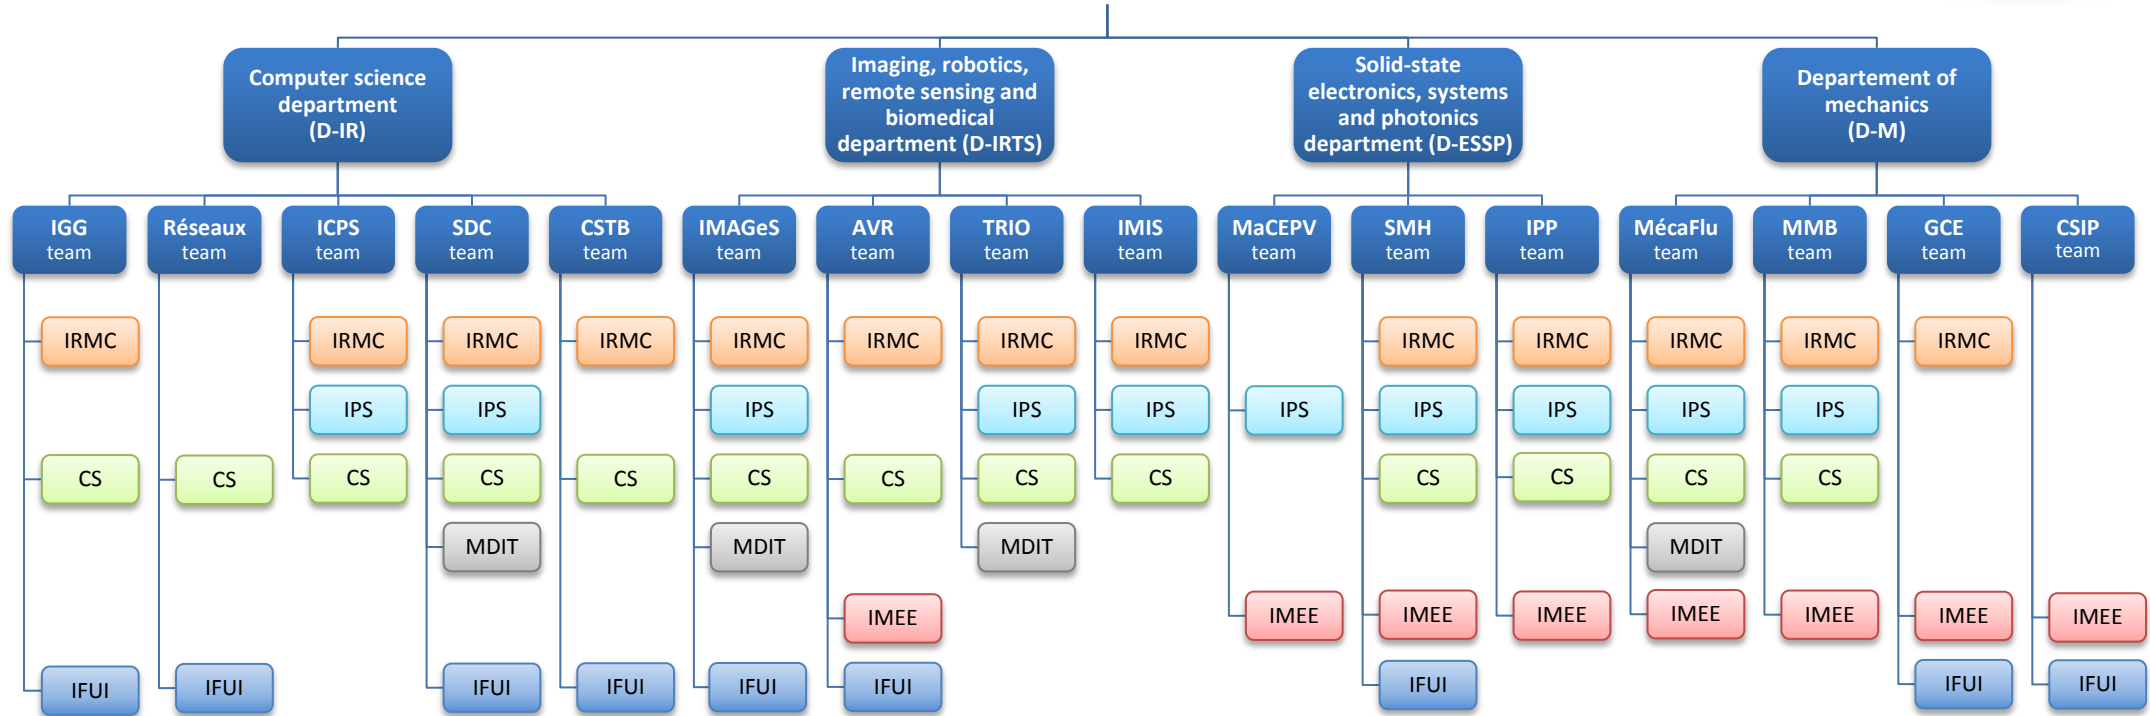 Computer science
department
(D-IR)
Imaging, robotics,
remote sensing and
biomedical
department (D-IRTS)
Solid-state
electronics, systems
and photonics
department (D-ESSP)
Departement of
mechanics
(D-M)
IGG
team
Réseaux
team
ICPS
team
SDC
team
CSTB
team
IMAGeS
team
AVR
team
TRIO
team
IMIS
team
MaCEPV
team
SMH
team
IPP
team
MécaFlu
team
MMB
team
GCE
team
CSIP
team
IRMC
IRMC
IRMC
IRMC
IRMC
IRMC
IRMC
IRMC
IRMC
IRMC
IRMC
IRMC
IRMC
IPS
IPS
IPS
IPS
IPS
IPS
IPS
IPS
IPS
IPS
CS
CS
CS
CS
CS
CS
CS
CS
CS
CS
CS
CS
CS
MDIT
MDIT
MDIT
MDIT
IMEE
IMEE
IMEE
IMEE
IMEE
IMEE
IMEE
IMEE
IFUI
IFUI
IFUI
IFUI
IFUI
IFUI
IFUI
IFUI
IFUI